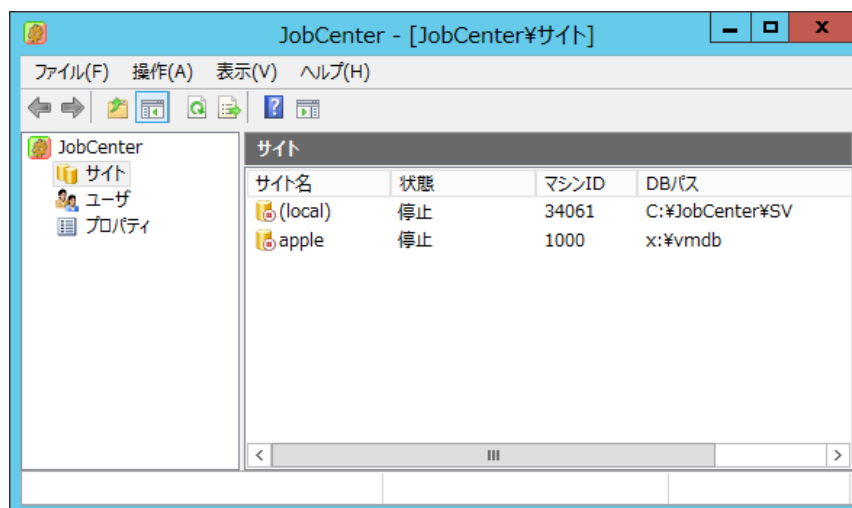 JobCenter - [JobCenter¥サイト]
ファイル(F) 操作(A) 表示(V) ヘルプ(H)
JobCenter
サイト
ユーザ
プロパティ
サイト
サイト名 状態 マシンID DBパス
(local) 停止 34061 C:¥JobCenter¥SV
apple 停止 1000 x:¥vmdb